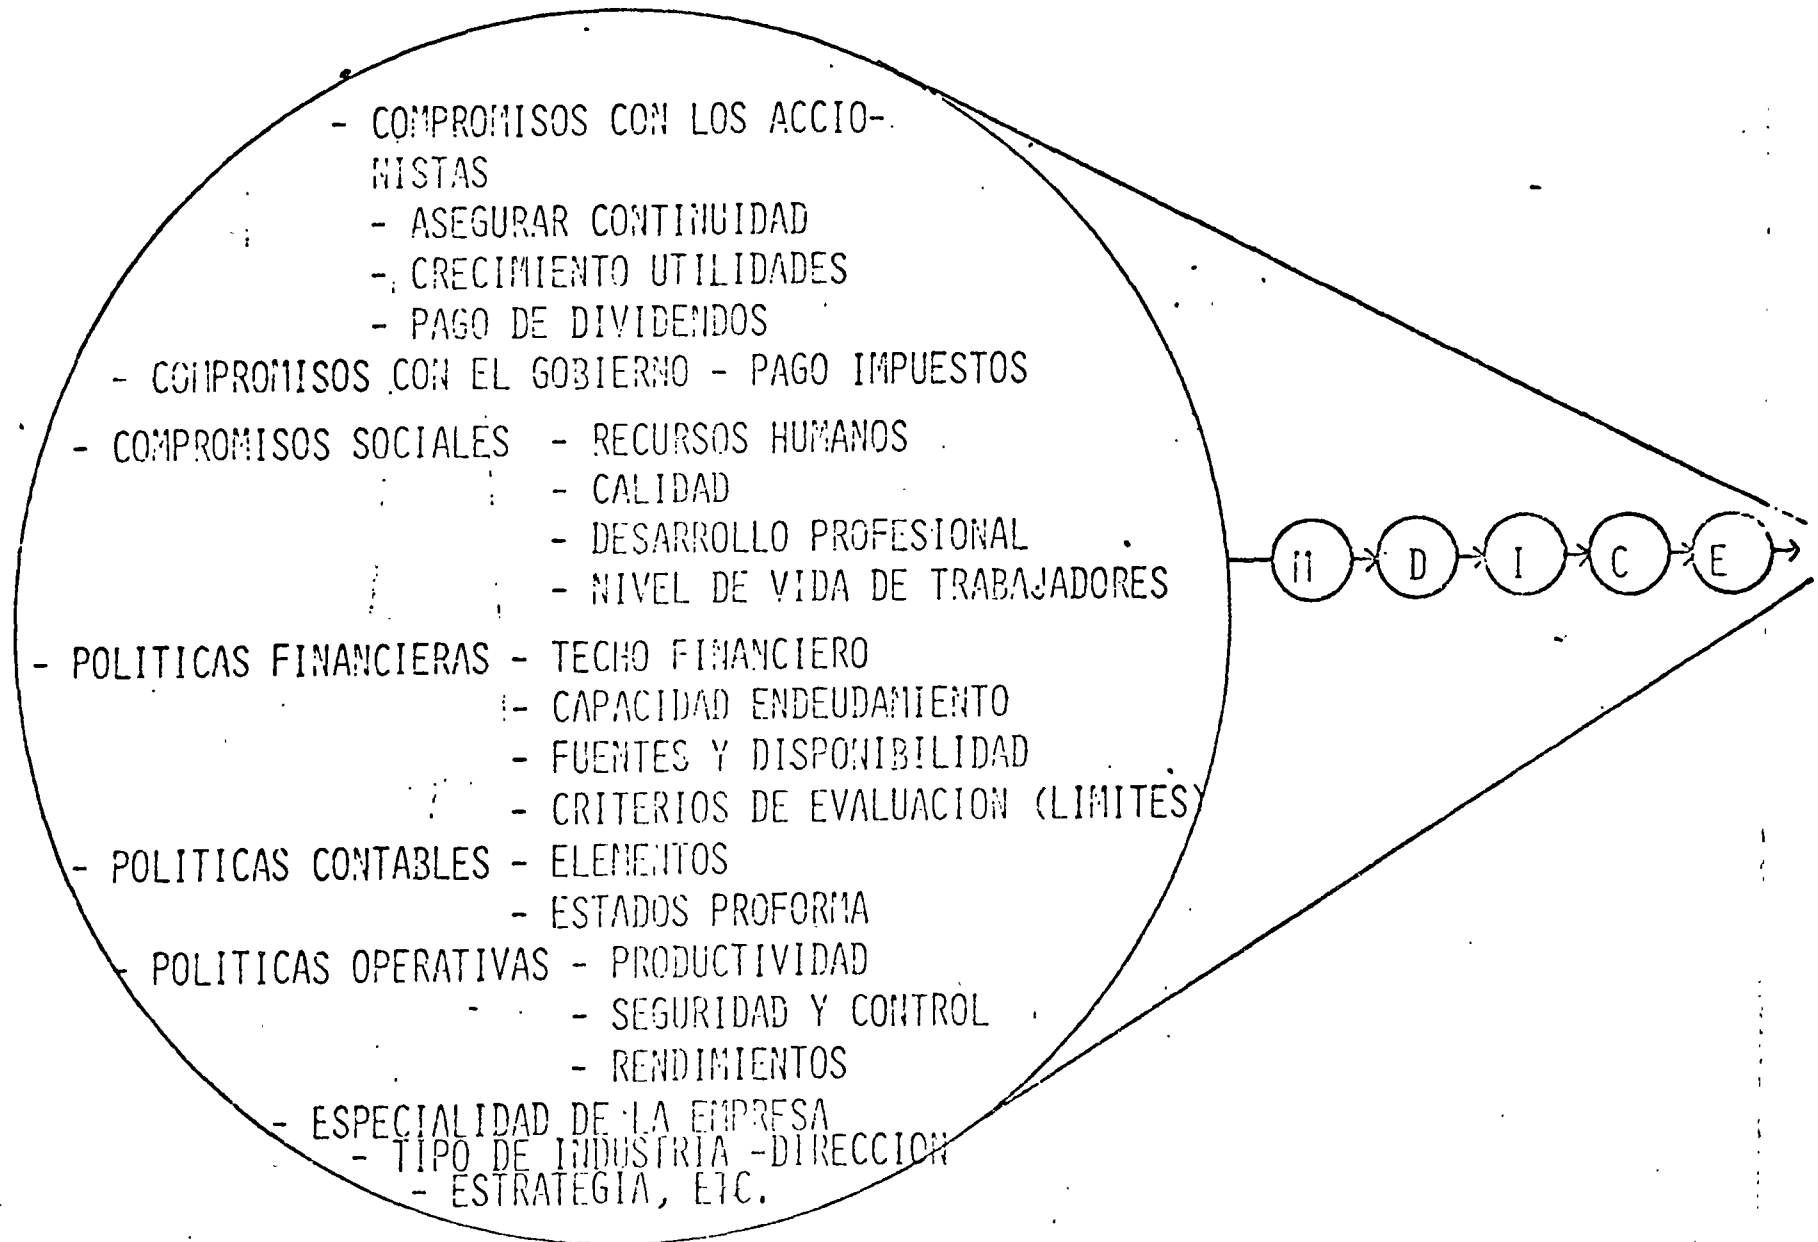 - COMPROMISOS CON LOS ACCIO-
NISTAS
- ASEGURAR CONTINUIDAD
- CRECIMIENTO UTILIDADES
- PAGO DE DIVIDENDOS
- COMPROMISOS CON EL GOBIERNO - PAGO IMPUESTOS
- COMPROMISOS SOCIALES - RECURSOS HUMANOS
- CALIDAD
- DESARROLLO PROFESIONAL
- NIVEL DE VIDA DE TRABAJADORES
- POLITICAS FINANCIERAS - TECHO FINANCIERO
- CAPACIDAD ENDEUDAMIENTO
- FUENTES Y DISPONIBILIDAD
- CRITERIOS DE EVALUACION (LIMITES)
- POLITICAS CONTABLES - ELEMENTOS
- ESTADOS PROFORMA
- POLITICAS OPERATIVAS - PRODUCTIVIDAD
- SEGURIDAD Y CONTROL
- RENDIMIENTOS
- ESPECIALIDAD DE LA EMPRESA
- TIPO DE INDUSTRIA -DIRECCION
- ESTRATEGIA, ETC.
M D I C E